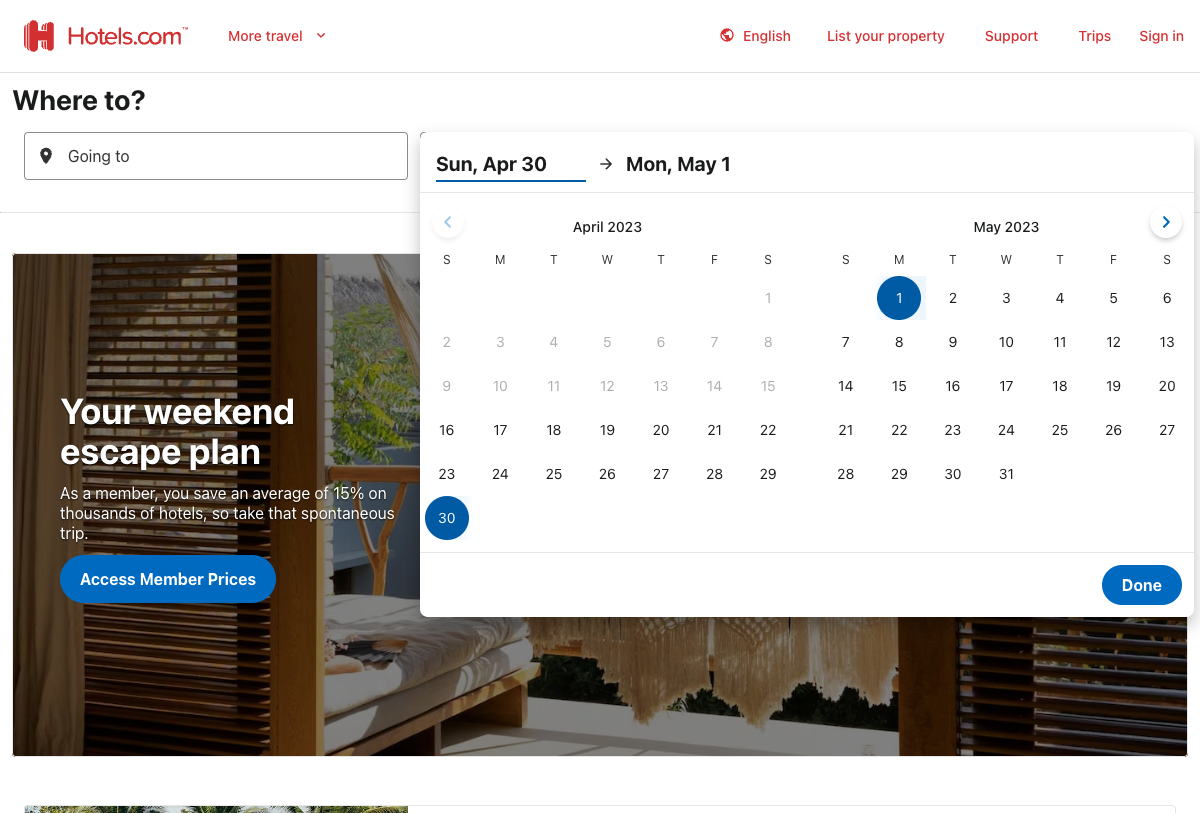 Hotels.com™
More travel
English
List your property
Support
Trips
Sign in
Where to?
Going to
Sun, Apr 30
Mon, May 1
April 2023
S M T W T F S
1
2 3 4 5 6 7 8
9 10 11 12 13 14 15
16 17 18 19 20 21 22
23 24 25 26 27 28 29
30
May 2023
S M T W T F S
1 2 3 4 5 6
7 8 9 10 11 12 13
14 15 16 17 18 19 20
21 22 23 24 25 26 27
28 29 30 31
Done
Your weekend
escape plan
As a member, you save an average of 15% on
thousands of hotels, so take that spontaneous
trip.
Access Member Prices